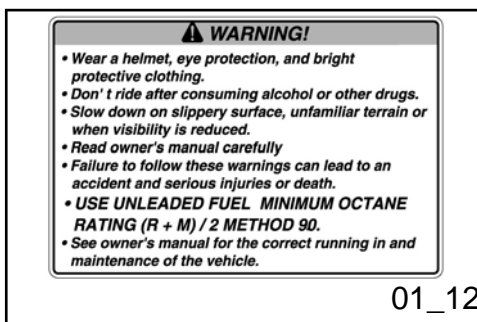 WARNING!
• Wear a helmet, eye protection, and bright
protective clothing.
• Don' t ride after consuming alcohol or other drugs.
• Slow down on slippery surface, unfamiliar terrain or
when visibility is reduced.
• Read owner's manual carefully
• Failure to follow these warnings can lead to an
accident and serious injuries or death.
• USE UNLEADED FUEL MINIMUM OCTANE
RATING (R + M) / 2 METHOD 90.
• See owner's manual for the correct running in and
maintenance of the vehicle.
01_12